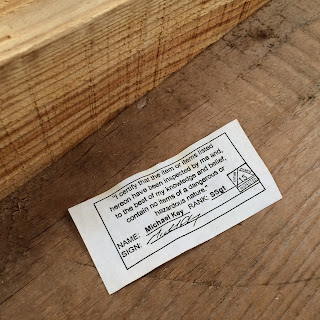 "I certify that the item or items listed
hereon have been inspected by me and,
to the best of my knowledge and belief,
contain no items of a dangerous or
hazardous nature."
NAME: Michael Key RANK: SSgt
SIGN: